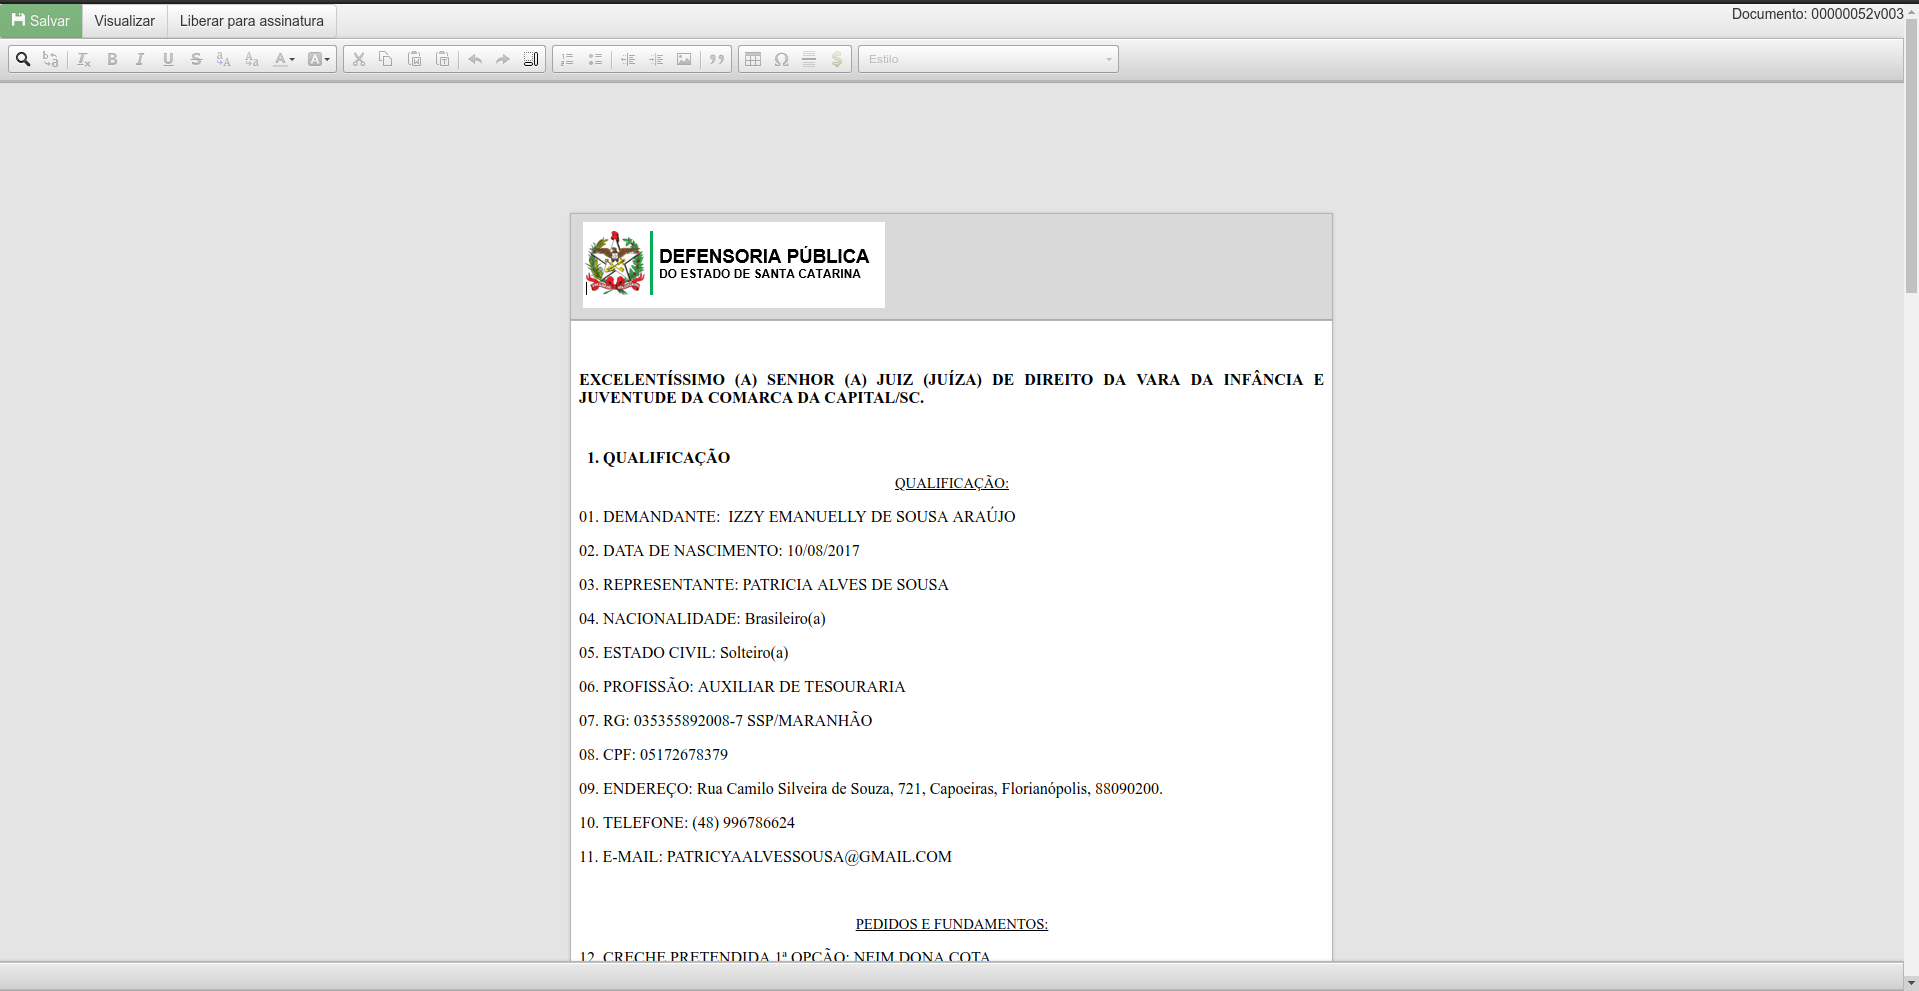 Salvar
Visualizar
Liberar para assinatura
Documento: 00000052v003
Estilo
DEFENSORIA PÚBLICA
DO ESTADO DE SANTA CATARINA
EXCELENTÍSSIMO (A) SENHOR (A) JUIZ (JUÍZA) DE DIREITO DA VARA DA INFÂNCIA E
JUVENTUDE DA COMARCA DA CAPITAL/SC.
1. QUALIFICAÇÃO
QUALIFICAÇÃO:
01. DEMANDANTE:  IZZY EMANUELLY DE SOUSA ARAÚJO
02. DATA DE NASCIMENTO: 10/08/2017
03. REPRESENTANTE: PATRICIA ALVES DE SOUSA
04. NACIONALIDADE: Brasileiro(a)
05. ESTADO CIVIL: Solteiro(a)
06. PROFISSÃO: AUXILIAR DE TESOURARIA
07. RG: 035355892008-7 SSP/MARANHÃO
08. CPF: 05172678379
09. ENDEREÇO: Rua Camilo Silveira de Souza, 721, Capoeiras, Florianópolis, 88090200.
10. TELEFONE: (48) 996786624
11. E-MAIL: PATRICYAALVESSOUSA@GMAIL.COM
PEDIDOS E FUNDAMENTOS:
12. CRECHE PRETENDIDA 1ª OPÇÃO: NEIM DONA COTA